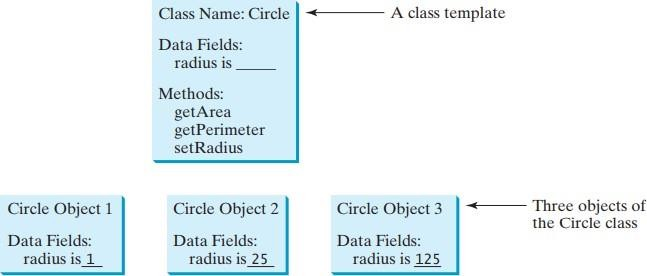 Class Name: Circle
A class template
Data Fields:
radius is _____
Methods:
getArea
getPerimeter
setRadius
Circle Object 1
Data Fields:
radius is 1
Circle Object 2
Data Fields:
radius is 25
Circle Object 3
Data Fields:
radius is 125
Three objects of
the Circle class